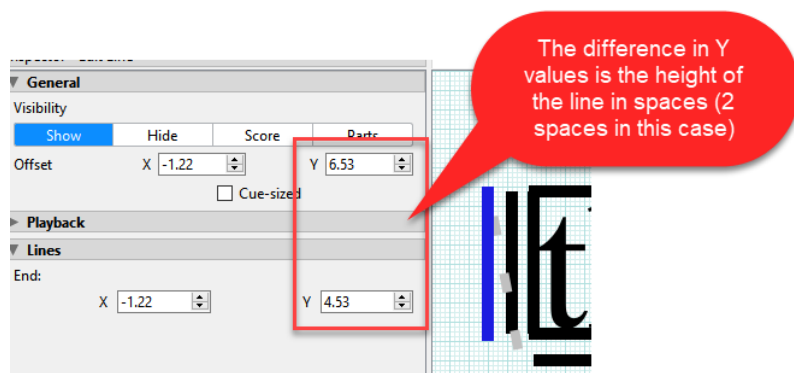 The difference in Y
values is the height of
the line in spaces (2
spaces in this case)
General
Visibility
Show Hide Score Parts
Offset X -1.22 Y 6.53
Cue-sized
Playback
Lines
End:
X -1.22 Y 4.53
t